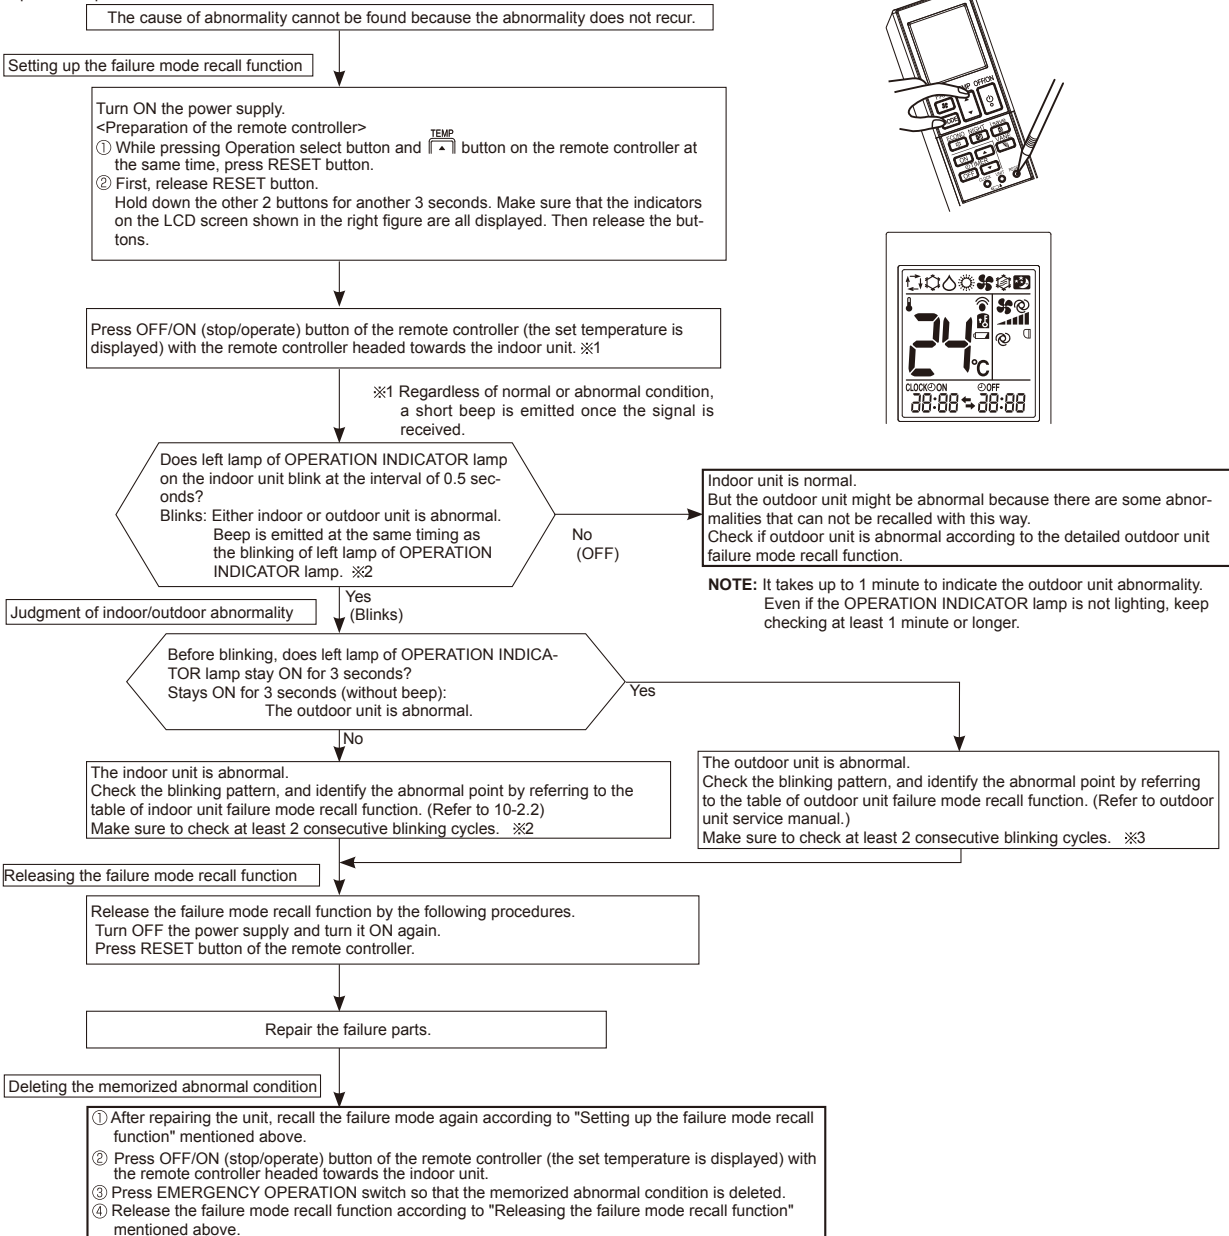 The cause of abnormality cannot be found because the abnormality does not recur.
Setting up the failure mode recall function
Turn ON the power supply.
<Preparation of the remote controller>
① While pressing Operation select button and TEMP ▲ button on the remote controller at
the same time, press RESET button.
② First, release RESET button.
Hold down the other 2 buttons for another 3 seconds. Make sure that the indicators
on the LCD screen shown in the right figure are all displayed. Then release the but-
tons.
OFF/ON
24°C
CLOCK ON OFF
28:88 28:88
Press OFF/ON (stop/operate) button of the remote controller (the set temperature is
displayed) with the remote controller headed towards the indoor unit. ※1
※1 Regardless of normal or abnormal condition,
a short beep is emitted once the signal is
received.
Does left lamp of OPERATION INDICATOR lamp
on the indoor unit blink at the interval of 0.5 sec-
onds?
Blinks: Either indoor or outdoor unit is abnormal.
Beep is emitted at the same timing as
the blinking of left lamp of OPERATION
INDICATOR lamp. ※2
No
(OFF)
Indoor unit is normal.
But the outdoor unit might be abnormal because there are some abnor-
malities that can not be recalled with this way.
Check if outdoor unit is abnormal according to the detailed outdoor unit
failure mode recall function.
NOTE: It takes up to 1 minute to indicate the outdoor unit abnormality.
Even if the OPERATION INDICATOR lamp is not lighting, keep
checking at least 1 minute or longer.
Yes
(Blinks)
Judgment of indoor/outdoor abnormality
Before blinking, does left lamp of OPERATION INDICA-
TOR lamp stay ON for 3 seconds?
Stays ON for 3 seconds (without beep):
The outdoor unit is abnormal.
Yes
No
The indoor unit is abnormal.
Check the blinking pattern, and identify the abnormal point by referring to the
table of indoor unit failure mode recall function. (Refer to 10-2.2)
Make sure to check at least 2 consecutive blinking cycles. ※2
The outdoor unit is abnormal.
Check the blinking pattern, and identify the abnormal point by referring
to the table of outdoor unit failure mode recall function. (Refer to outdoor
unit service manual.)
Make sure to check at least 2 consecutive blinking cycles. ※3
Releasing the failure mode recall function
Release the failure mode recall function by the following procedures.
Turn OFF the power supply and turn it ON again.
Press RESET button of the remote controller.
Repair the failure parts.
Deleting the memorized abnormal condition
① After repairing the unit, recall the failure mode again according to "Setting up the failure mode recall
function" mentioned above.
② Press OFF/ON (stop/operate) button of the remote controller (the set temperature is displayed) with
the remote controller headed towards the indoor unit.
③ Press EMERGENCY OPERATION switch so that the memorized abnormal condition is deleted.
④ Release the failure mode recall function according to "Releasing the failure mode recall function"
mentioned above.